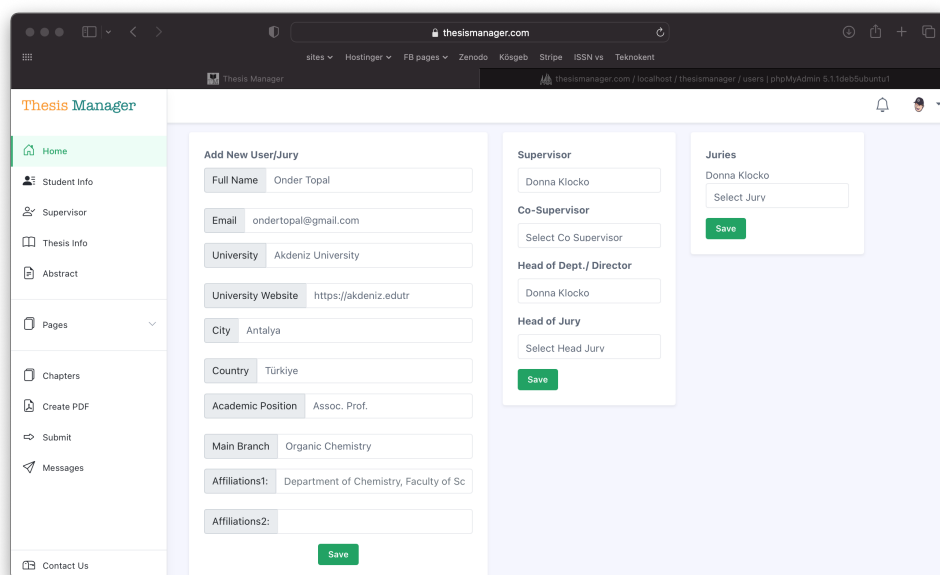 thesismanager.com
sites Hostinger FB pages Zenodo Kösgeb Stripe ISSN vs Teknokent
Thesis Manager
thesismanager.com / localhost / thesismanager / users | phpMyAdmin 5.1.1deb5ubuntu1
Thesis Manager
Home
Student Info
Supervisor
Thesis Info
Abstract
Pages
Chapters
Create PDF
Submit
Messages
Contact Us
Add New User/Jury
Full Name Onder Topal
Email ondertopal@gmail.com
University Akdeniz University
University Website https://akdeniz.edutr
City Antalya
Country Türkiye
Academic Position Assoc. Prof.
Main Branch Organic Chemistry
Affiliations1: Department of Chemistry, Faculty of Sc
Affiliations2:
Save
Supervisor
Donna Klocko
Co-Supervisor
Select Co Supervisor
Head of Dept./ Director
Donna Klocko
Head of Jury
Select Head Jury
Save
Juries
Donna Klocko
Select Jury
Save